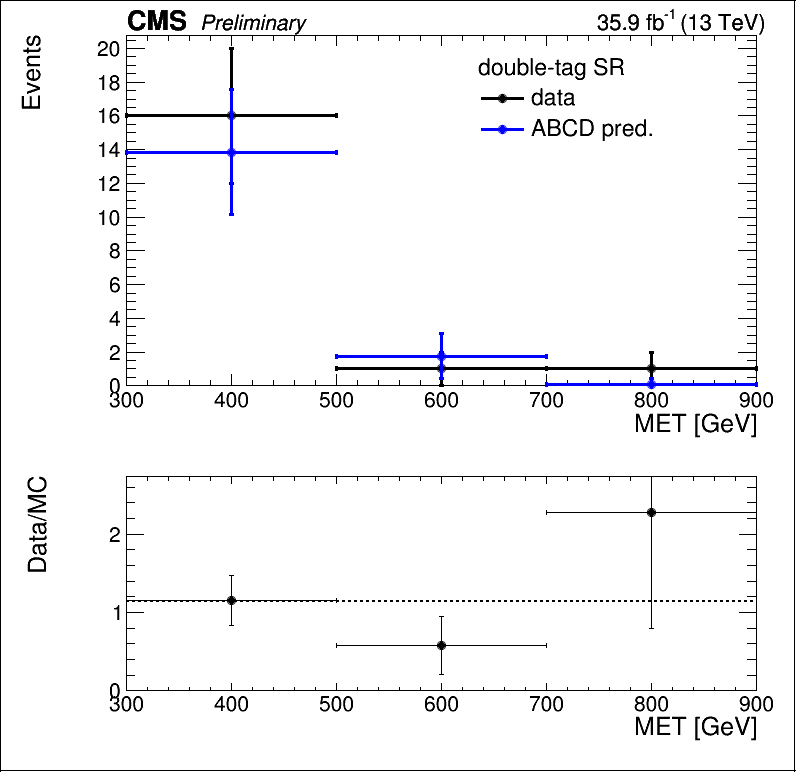 CMS Preliminary 35.9 fb⁻¹ (13 TeV)
Events
20
18
16
14
12
10
8
6
4
2
0
double-tag SR
data
ABCD pred.
300 400 500 600 700 800 900
MET [GeV]
Data/MC
2
1
0
300 400 500 600 700 800 900
MET [GeV]